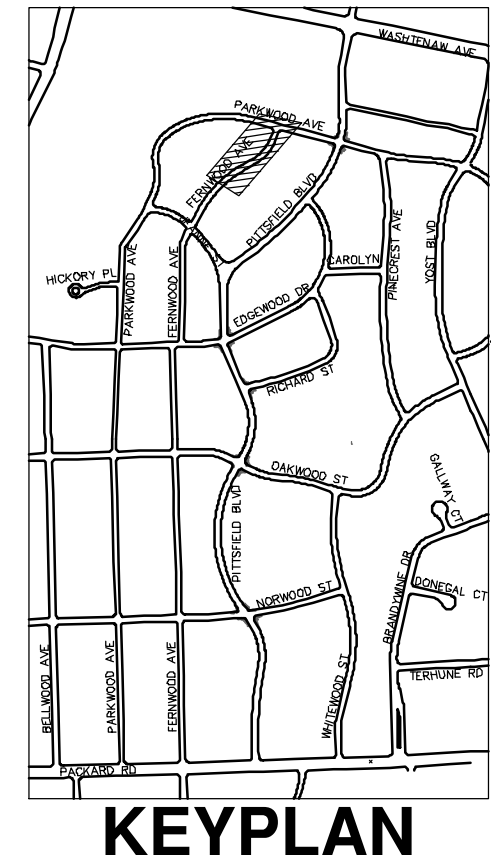 WASHTENAW AVE
PARKWOOD AVE
FERNWOOD AVE
PITTSFIELD BLVD
CAROLYN
PINECREST AVE
YOST BLVD
HICKORY PL
PARKWOOD AVE
FERNWOOD AVE
EDGEWOOD DR
RICHARD ST
OAKWOOD ST
GALLWAY CT
PITTSFIELD BLVD
NORWOOD ST
BRANDYWINE DR
DONEGAL CT
TERHUNE RD
BELLWOOD AVE
PARKWOOD AVE
FERNWOOD AVE
WHITEWOOD ST
PACKARD RD
KEYPLAN